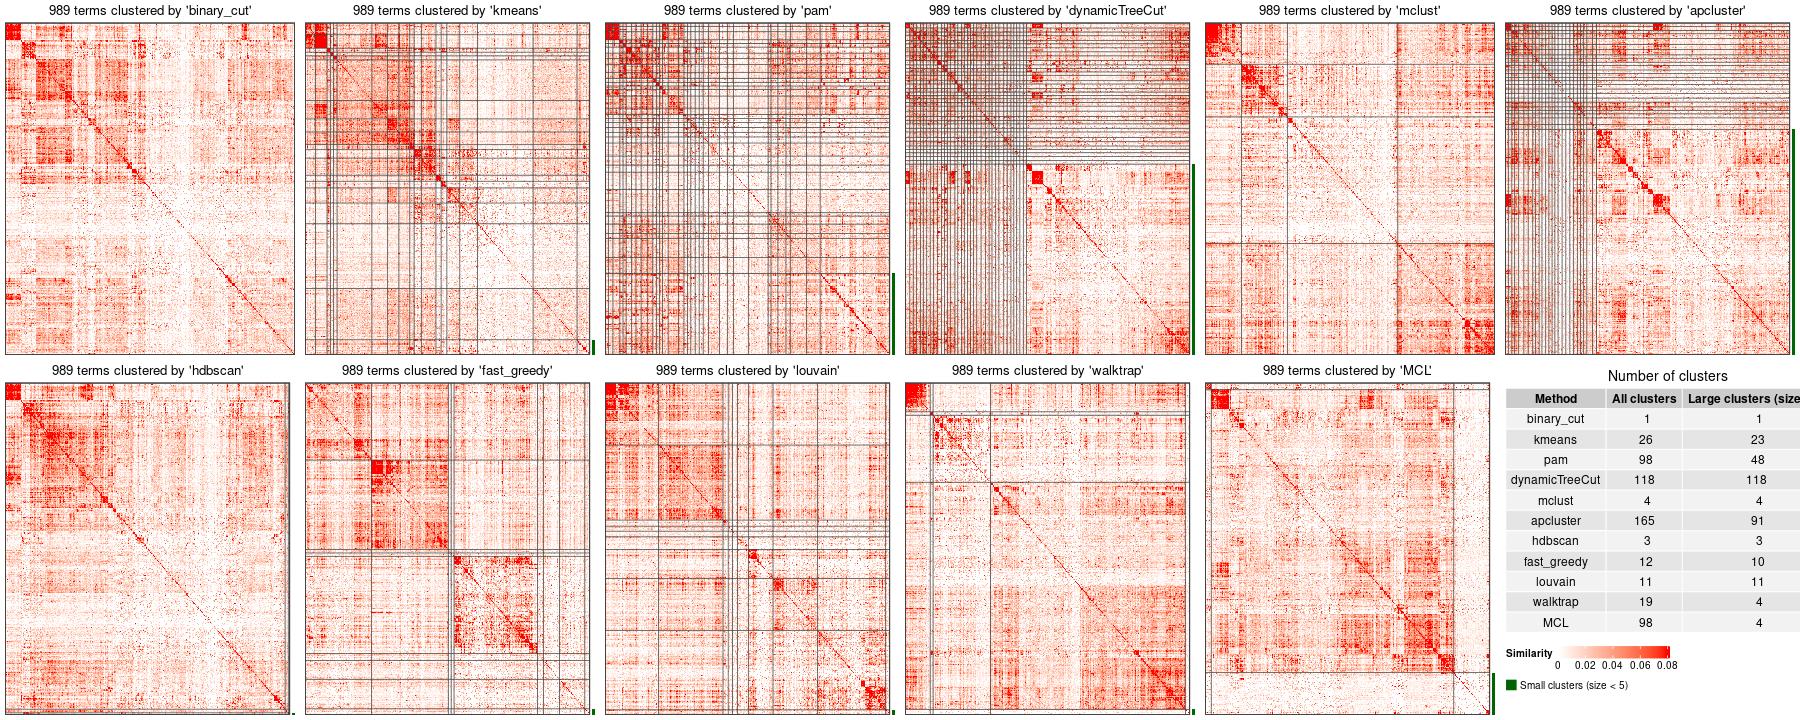 989 terms clustered by 'binary_cut'
989 terms clustered by 'kmeans'
989 terms clustered by 'pam'
989 terms clustered by 'dynamicTreeCut'
989 terms clustered by 'mclust'
989 terms clustered by 'apcluster'
989 terms clustered by 'hdbscan'
989 terms clustered by 'fast_greedy'
989 terms clustered by 'louvain'
989 terms clustered by 'walktrap'
989 terms clustered by 'MCL'
Number of clusters
Method All clusters Large clusters (size
binary_cut 1 1
kmeans 26 23
pam 98 48
dynamicTreeCut 118 118
mclust 4 4
apcluster 165 91
hdbscan 3 3
fast_greedy 12 10
louvain 11 11
walktrap 19 4
MCL 98 4
Similarity
0 0.02 0.04 0.06 0.08
Small clusters (size < 5)